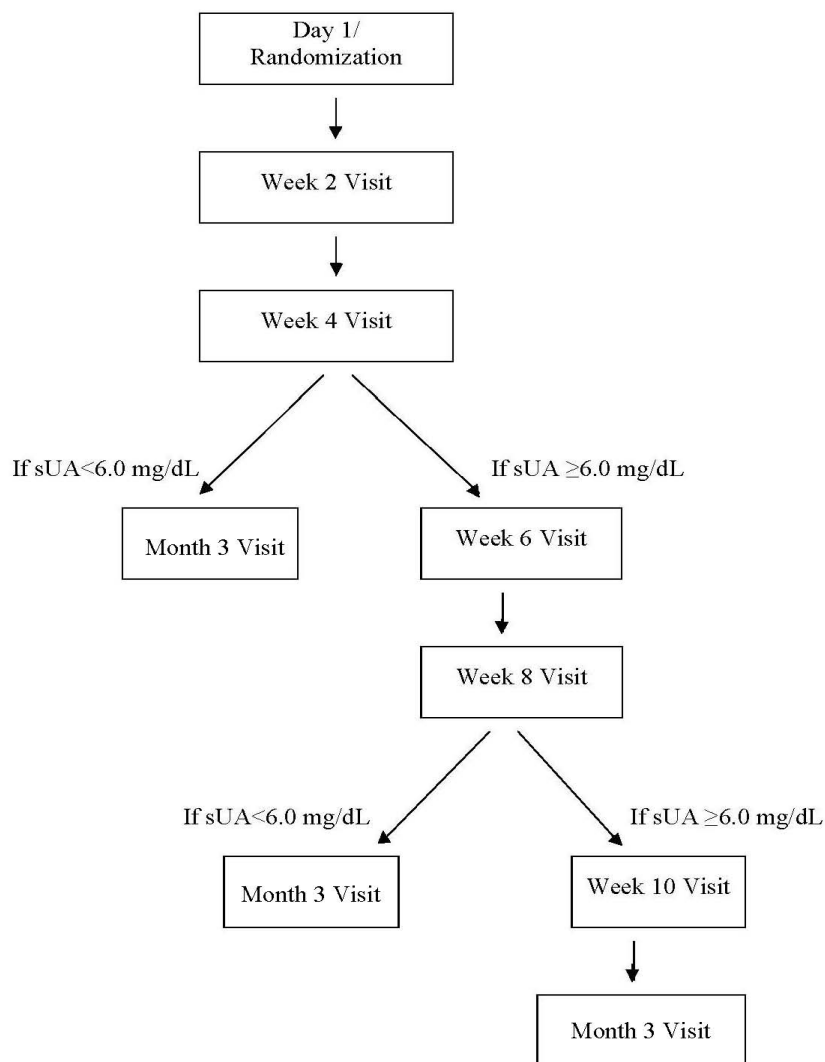 Day 1/
Randomization
Week 2 Visit
Week 4 Visit
If sUA<6.0 mg/dL
If sUA ≥6.0 mg/dL
Month 3 Visit
Week 6 Visit
Week 8 Visit
If sUA<6.0 mg/dL
If sUA ≥6.0 mg/dL
Month 3 Visit
Week 10 Visit
Month 3 Visit